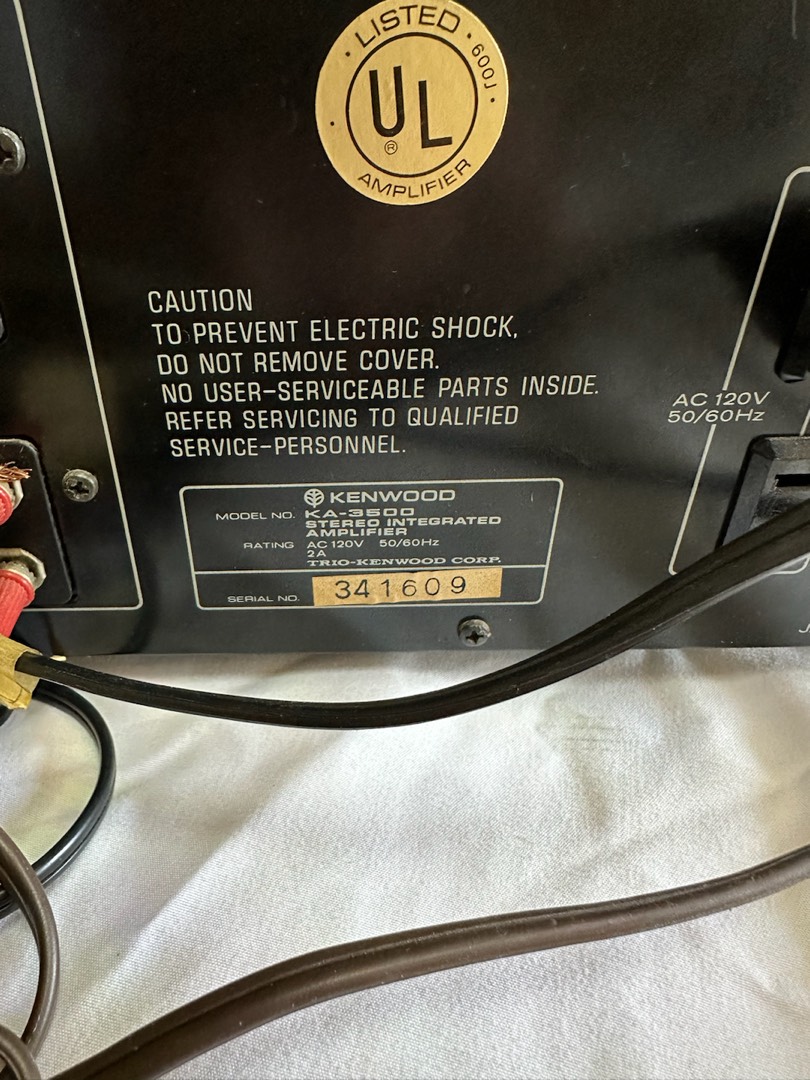 LISTED
600J
UL
®
AMPLIFIER
CAUTION
TO PREVENT ELECTRIC SHOCK,
DO NOT REMOVE COVER.
NO USER-SERVICEABLE PARTS INSIDE.
REFER SERVICING TO QUALIFIED
SERVICE-PERSONNEL.
AC 120V
50/60Hz
KENWOOD
MODEL NO. KA-3500
STEREO INTEGRATED
AMPLIFIER
RATING AC 120V 50/60Hz
2A
TRIO-KENWOOD CORP.
SERIAL NO. 341609